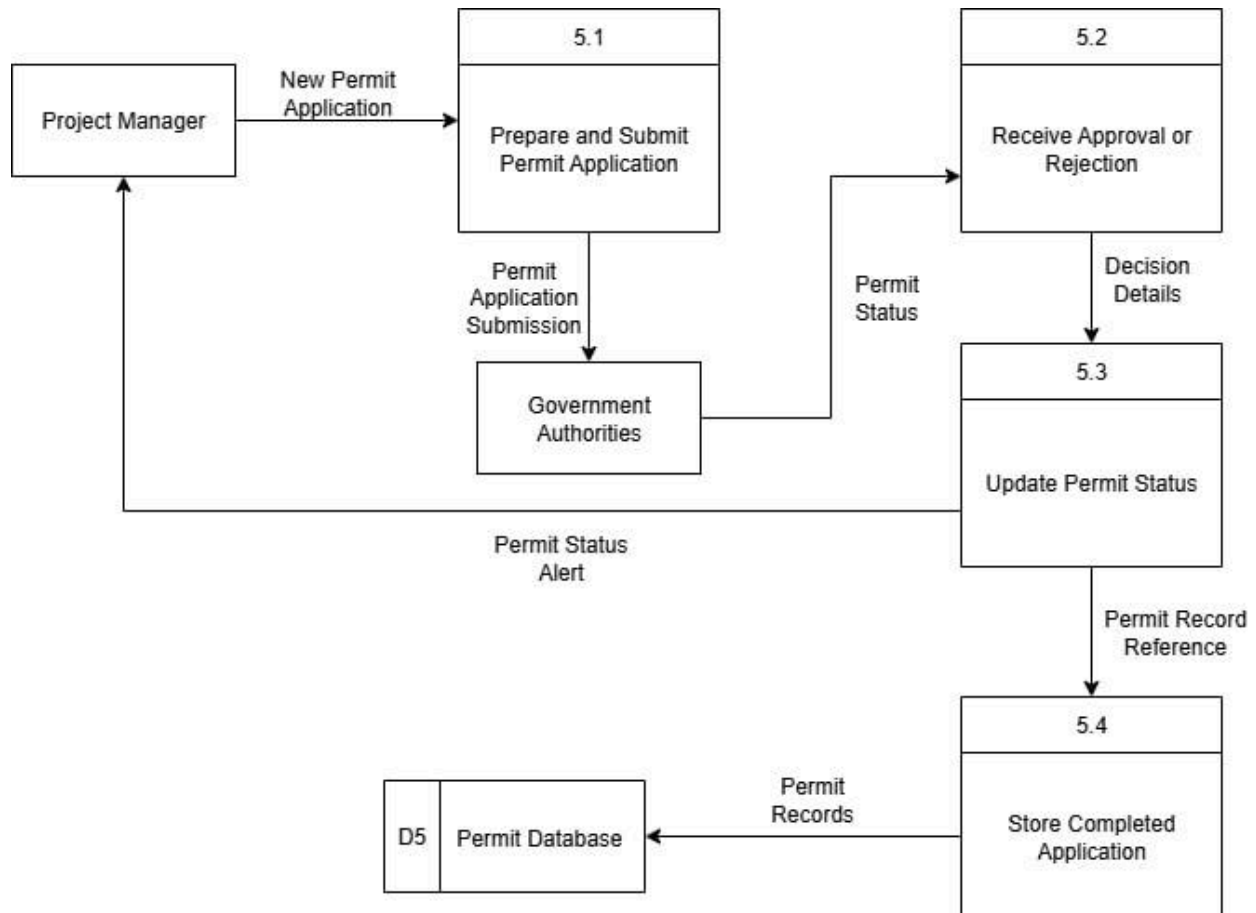 5.1
5.2
New Permit
Application
Project Manager
Prepare and Submit
Permit Application
Receive Approval or
Rejection
Permit
Application
Submission
Permit
Status
Decision
Details
5.3
Government
Authorities
Update Permit Status
Permit Status
Alert
Permit Record
Reference
5.4
Permit
Records
D5
Permit Database
Store Completed
Application